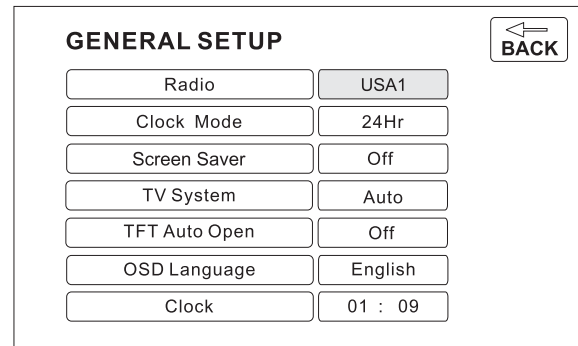 GENERAL SETUP
BACK
Radio USA1
Clock Mode 24Hr
Screen Saver Off
TV System Auto
TFT Auto Open Off
OSD Language English
Clock 01 : 09